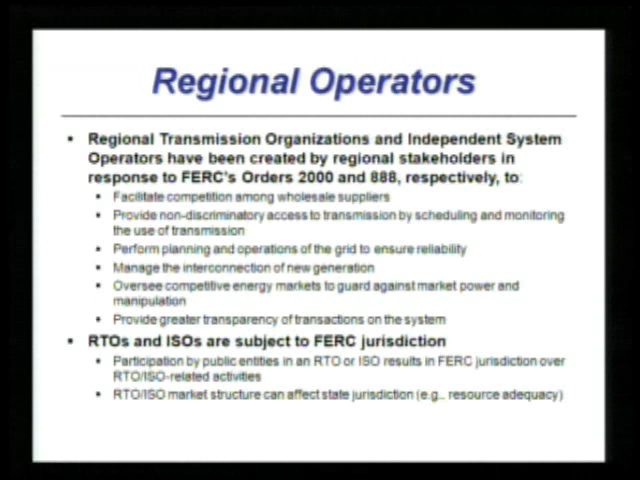 Regional Operators
▪ Regional Transmission Organizations and Independent System
Operators have been created by regional stakeholders in
response to FERC's Orders 2000 and 888, respectively, to:
▪ Facilitate competition among wholesale suppliers
▪ Provide non-discriminatory access to transmission by scheduling and monitoring
the use of transmission
▪ Perform planning and operations of the grid to ensure reliability
▪ Manage the interconnection of new generation
▪ Oversee competitive energy markets to guard against market power and
manipulation
▪ Provide greater transparency of transactions on the system
▪ RTOs and ISOs are subject to FERC jurisdiction
▪ Participation by public entities in an RTO or ISO results in FERC jurisdiction over
RTO/ISO-related activities
▪ RTO/ISO market structure can affect state jurisdiction (e.g., resource adequacy)